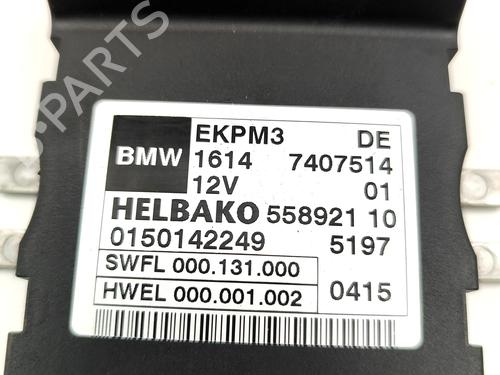 EKPM3 DE
BMW 1614 7407514
12V 01
HELBAKO 558921 10
0150142249 5197
SWFL 000.131.000
HWEL 000.001.002 0415
B-Parts